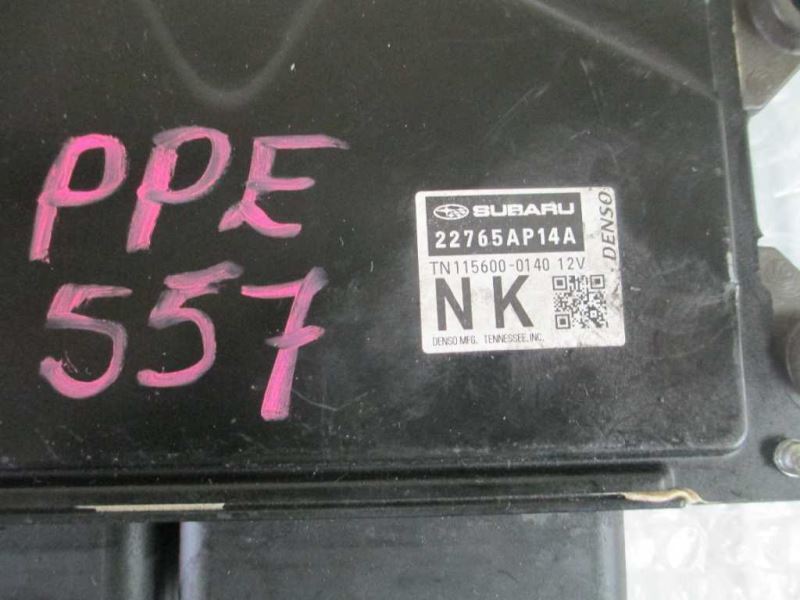 PPE
557
SUBARU
22765AP14A
TN115600-0140 12V
NK
DENSO MFG. TENNESSEE, INC.
DENSO